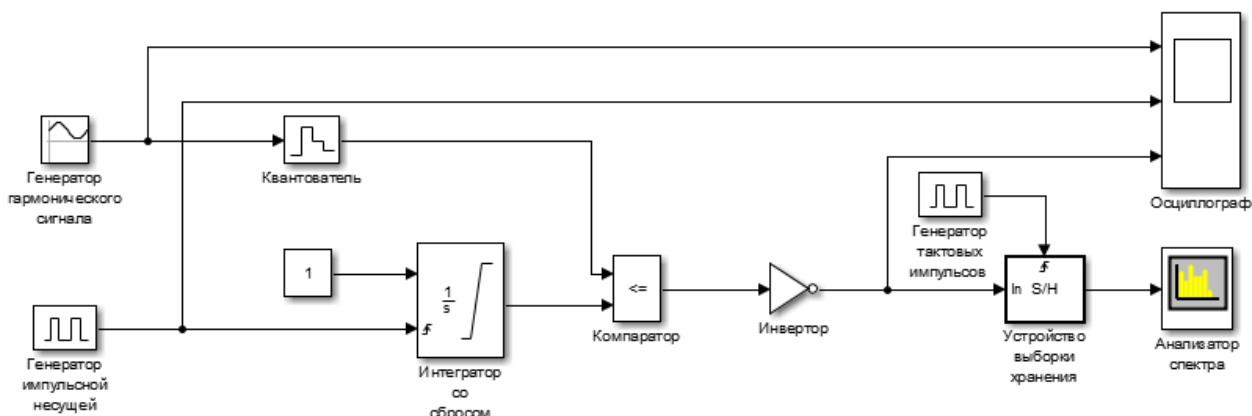 Генератор
гармонического
сигнала
Квантователь
Осциллограф
Генератор
тактовых
импульсов
1
1
s
Интегратор
со
сбросом
<=
Компаратор
Инвертор
In S/H
Устройство
выборки
хранения
Анализатор
спектра
Генератор
импульсной
несущей